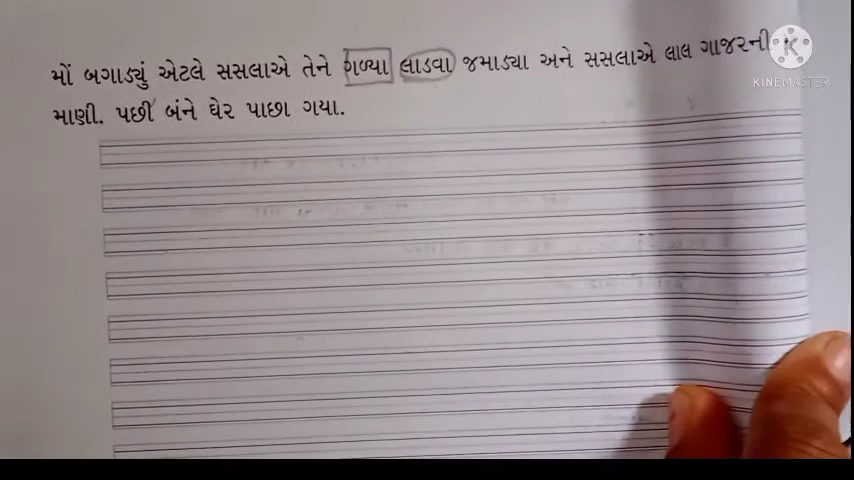 મોં બગાડ્યું એટલે સસલાએ તેને ગળ્યા લાડવા જમાડ્યા અને સસલાએ લાલ ગાજરની
માણી. પછી બંને ઘેર પાછા ગયા.
KINEMASTER